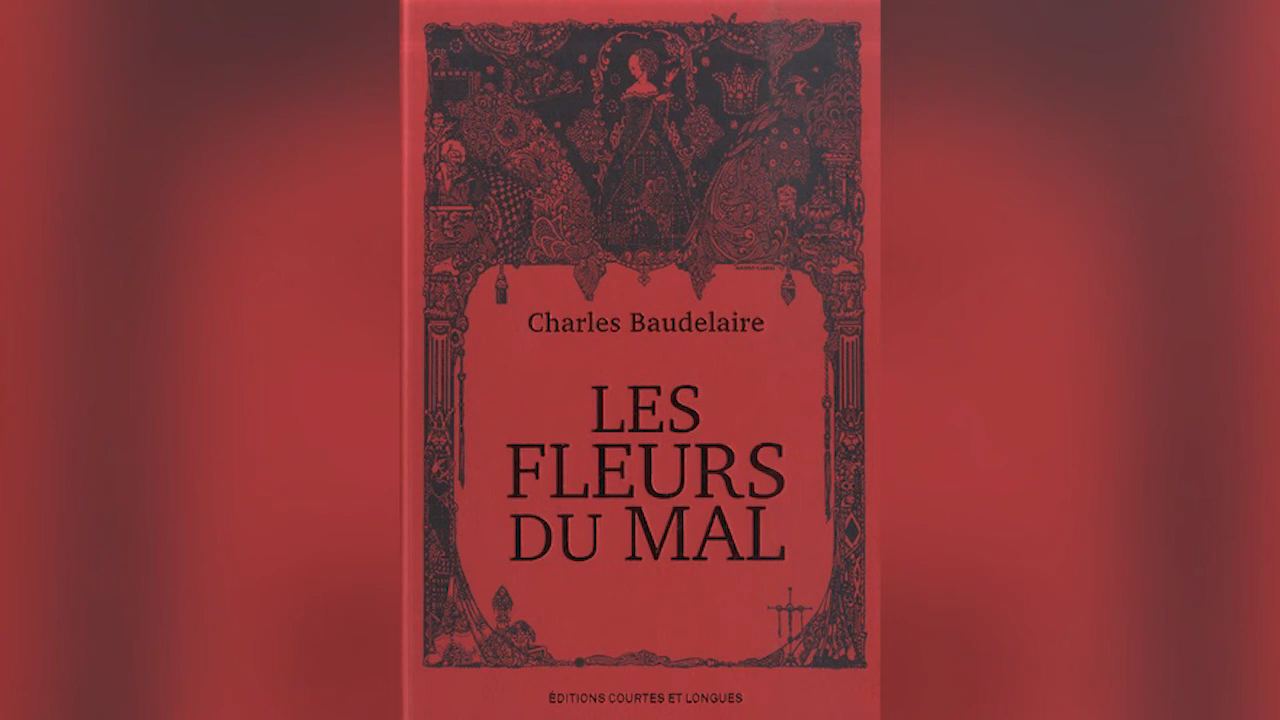 Charles Baudelaire
LES
FLEURS
DU MAL
ÉDITIONS COURTES ET LONGUES